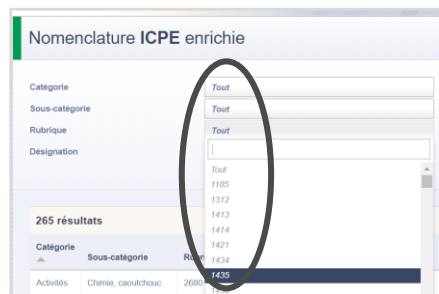 Nomenclature ICPE enrichie
Catégorie Tout
Sous-catégorie Tout
Rubrique Tout
Désignation
Tout
1185
1312
1413
1414
1421
1434
1435
265 résultats
Catégorie Sous-catégorie
Activités Chimie, caoutchouc 2680